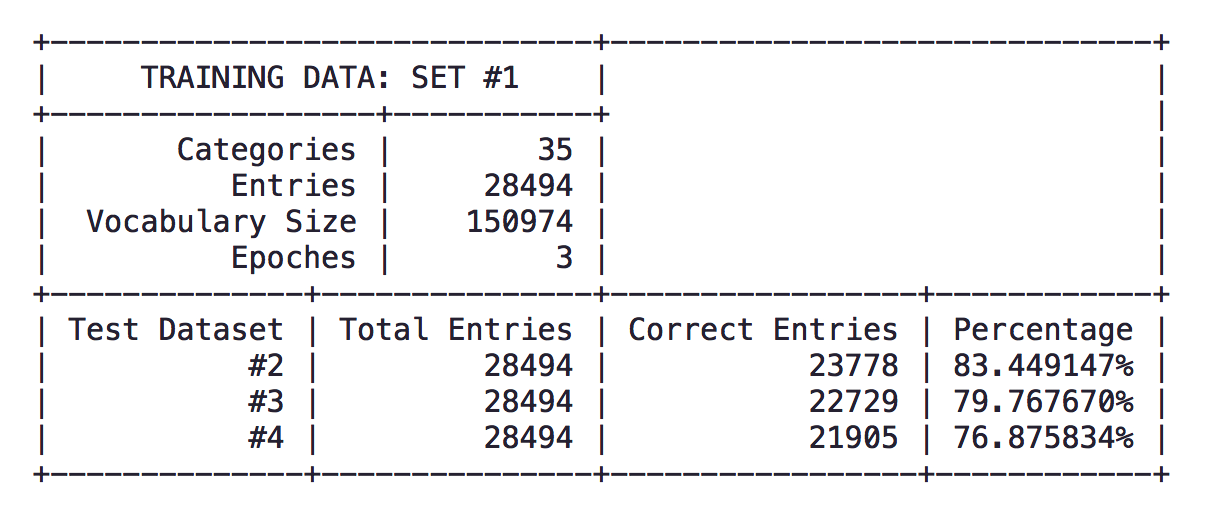 TRAINING DATA: SET #1
Categories | 35
Entries | 28494
Vocabulary Size | 150974
Epoches | 3
Test Dataset | Total Entries | Correct Entries | Percentage
#2 | 28494 | 23778 | 83.449147%
#3 | 28494 | 22729 | 79.767670%
#4 | 28494 | 21905 | 76.875834%